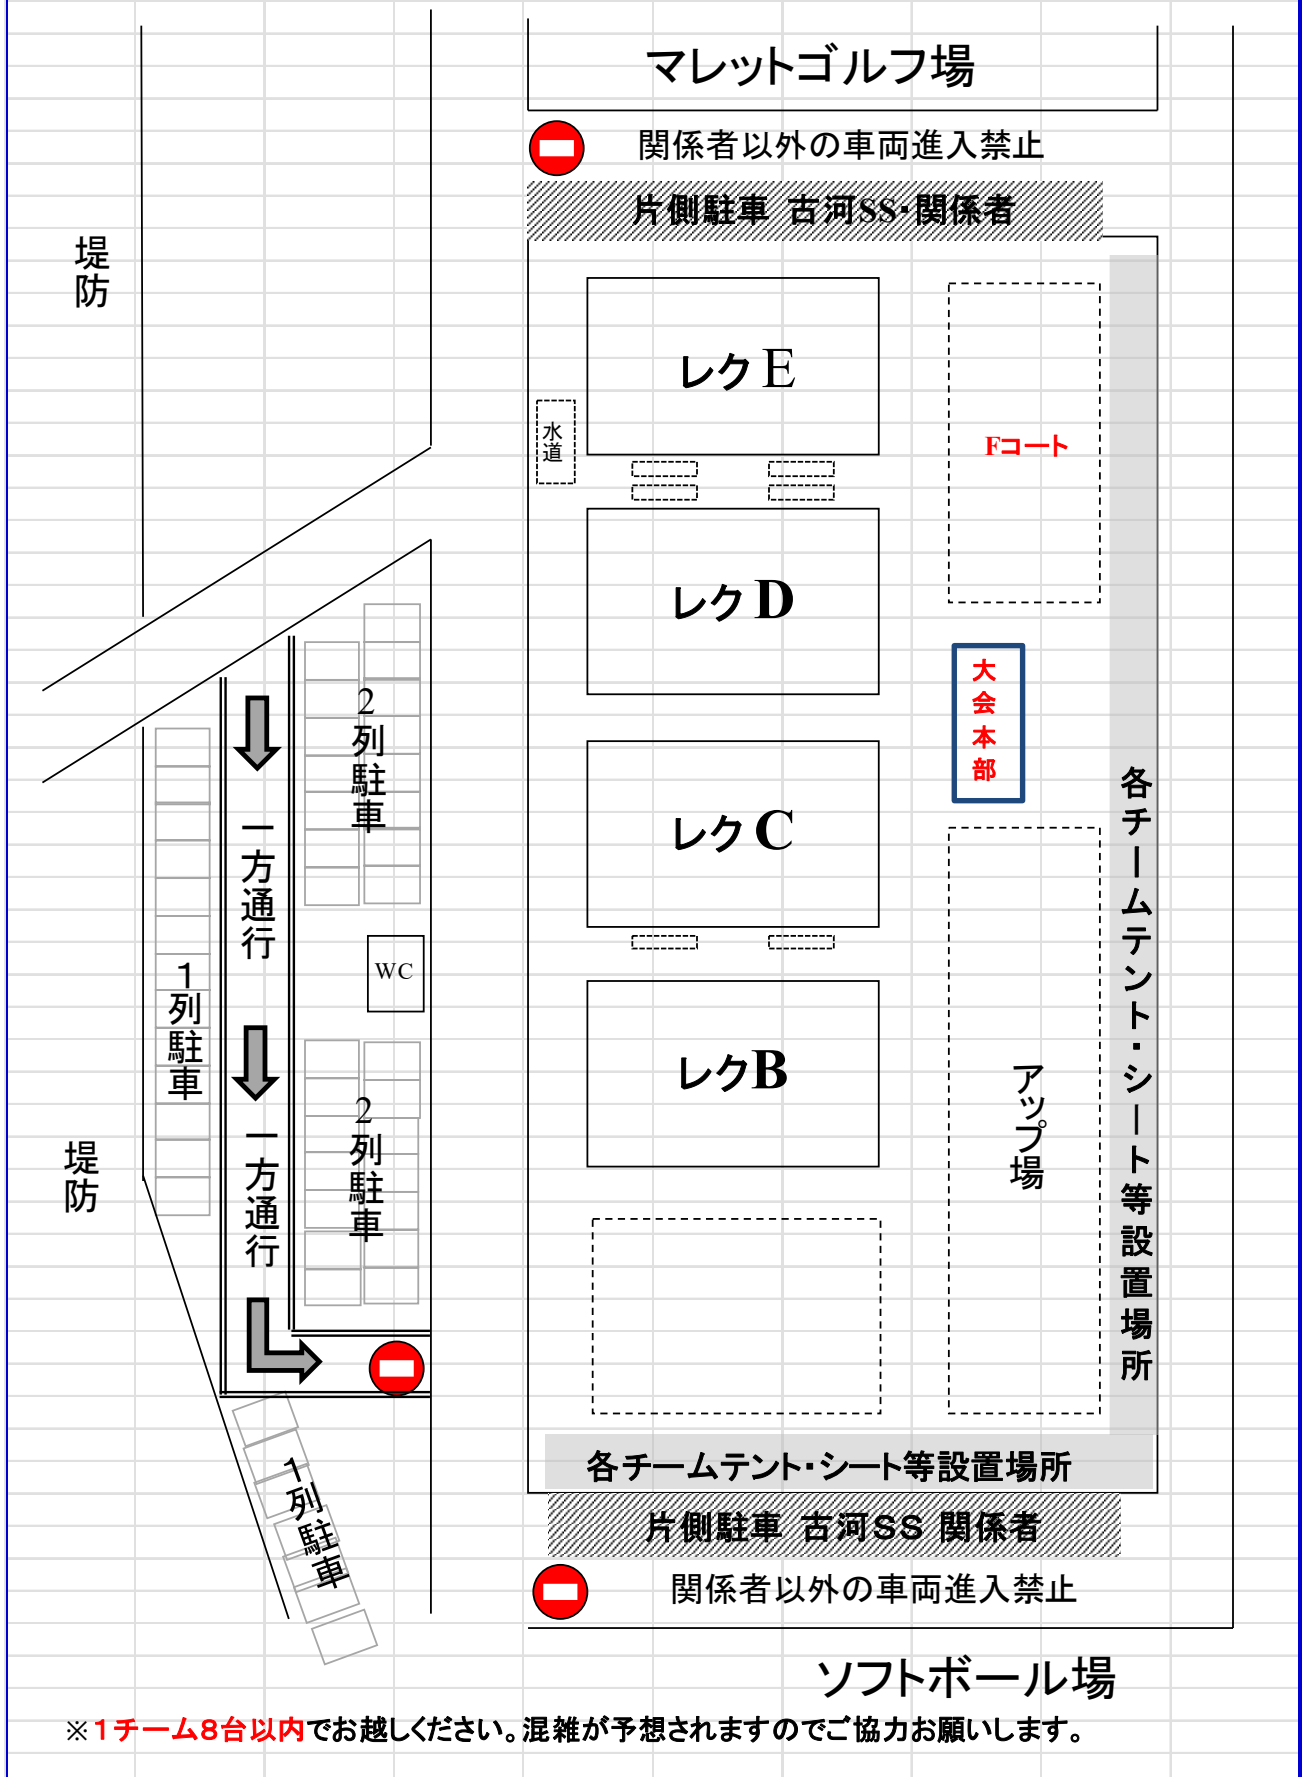 マレットゴルフ場
関係者以外の車両進入禁止
片側駐車 古河SS・関係者
堤防
レクE
水道
Fコート
レクD
大会本部
2列駐車
レクC
一方通行
各チームテント・シート等設置場所
WC
1列駐車
レクB
アップ場
2列駐車
一方通行
堤防
各チームテント・シート等設置場所
1列駐車
片側駐車 古河SS 関係者
関係者以外の車両進入禁止
ソフトボール場
※1チーム8台以内でお越しください。混雑が予想されますのでご協力お願いします。